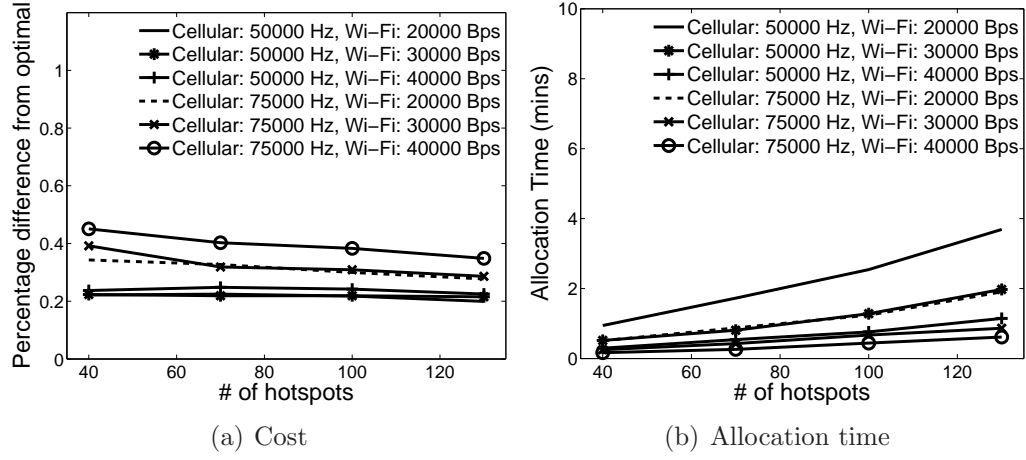 Percentage difference from optimal
1
0.8
0.6
0.4
0.2
0
Cellular: 50000 Hz, Wi−Fi: 20000 Bps
Cellular: 50000 Hz, Wi−Fi: 30000 Bps
Cellular: 50000 Hz, Wi−Fi: 40000 Bps
Cellular: 75000 Hz, Wi−Fi: 20000 Bps
Cellular: 75000 Hz, Wi−Fi: 30000 Bps
Cellular: 75000 Hz, Wi−Fi: 40000 Bps
40 60 80 100 120
# of hotspots
(a) Cost
Allocation Time (mins)
10
8
6
4
2
0
Cellular: 50000 Hz, Wi−Fi: 20000 Bps
Cellular: 50000 Hz, Wi−Fi: 30000 Bps
Cellular: 50000 Hz, Wi−Fi: 40000 Bps
Cellular: 75000 Hz, Wi−Fi: 20000 Bps
Cellular: 75000 Hz, Wi−Fi: 30000 Bps
Cellular: 75000 Hz, Wi−Fi: 40000 Bps
40 60 80 100 120
# of hotspots
(b) Allocation time